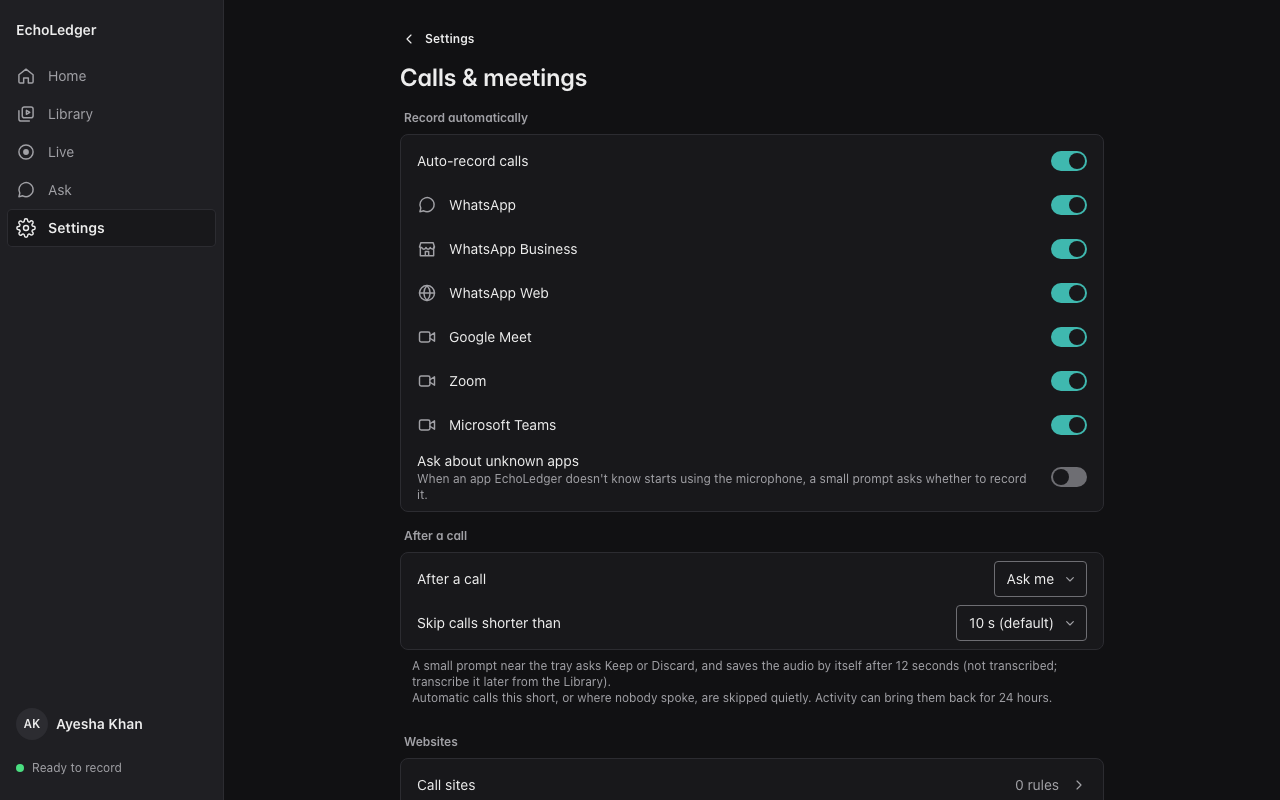 EchoLedger
Home
Library
Live
Ask
Settings
AK
Ayesha Khan
Ready to record
Settings
Calls & meetings
Record automatically
Auto-record calls
WhatsApp
WhatsApp Business
WhatsApp Web
Google Meet
Zoom
Microsoft Teams
Ask about unknown apps
When an app EchoLedger doesn't know starts using the microphone, a small prompt asks whether to record
it.
After a call
After a call
Ask me
Skip calls shorter than
10 s (default)
A small prompt near the tray asks Keep or Discard, and saves the audio by itself after 12 seconds (not transcribed;
transcribe it later from the Library).
Automatic calls this short, or where nobody spoke, are skipped quietly. Activity can bring them back for 24 hours.
Websites
Call sites
0 rules